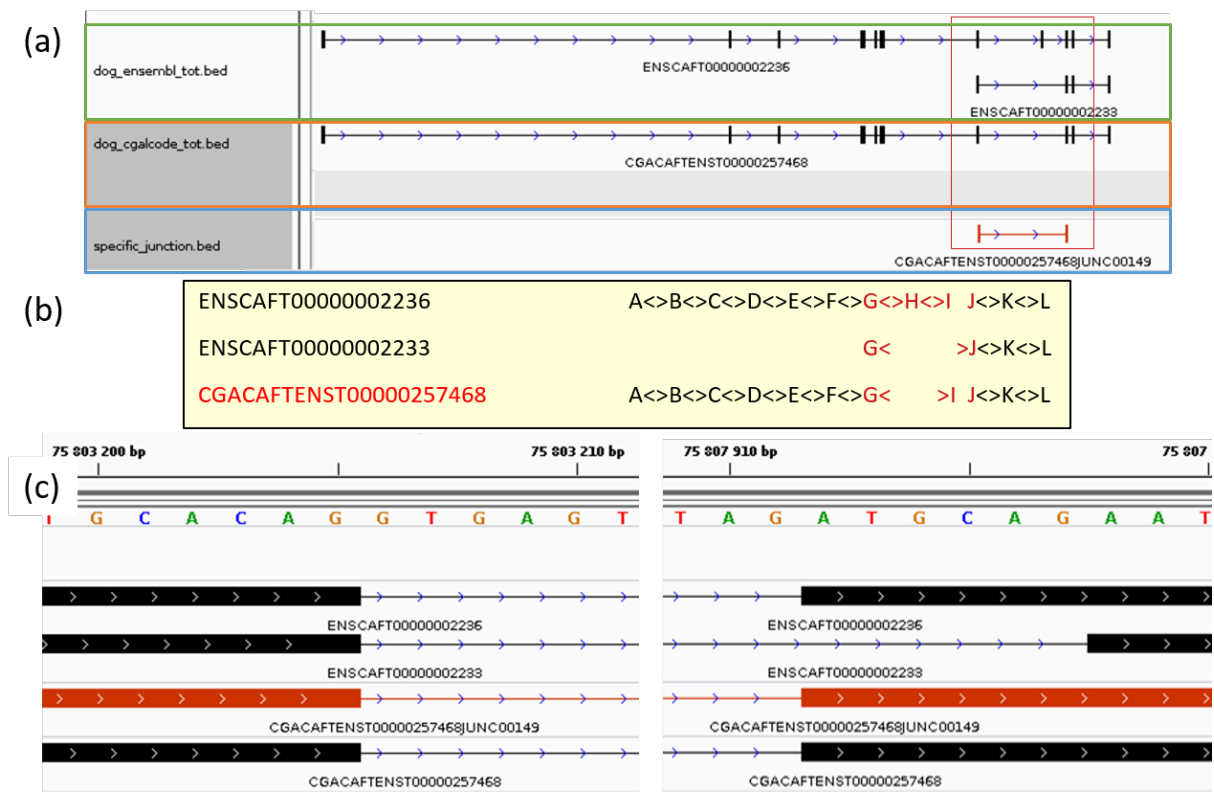 (a)
dog_ensembl_tot.bed
ENSCAFT00000002236
ENSCAFT00000002233
dog_cgalcode_tot.bed
CGACAFTENST00000257468
specific_junction.bed
CGACAFTENST00000257468JUNC00149
(b)
ENSCAFT00000002236 A<>B<>C<>D<>E<>F<>G<>H<>I J<>K<>L
ENSCAFT00000002233 G< >J<>K<>L
CGACAFTENST00000257468 A<>B<>C<>D<>E<>F<>G< >I J<>K<>L
(c)
75 803 200 bp 75 803 210 bp 75 807 910 bp 75 807
T G C A C A G G T G A G T T A G A T G C A G A A T
ENSCAFT00000002236 ENSCAFT00000002236
ENSCAFT00000002233 ENSCAFT00000002233
CGACAFTENST00000257468JUNC00149 CGACAFTENST00000257468JUNC00149
CGACAFTENST00000257468 CGACAFTENST00000257468